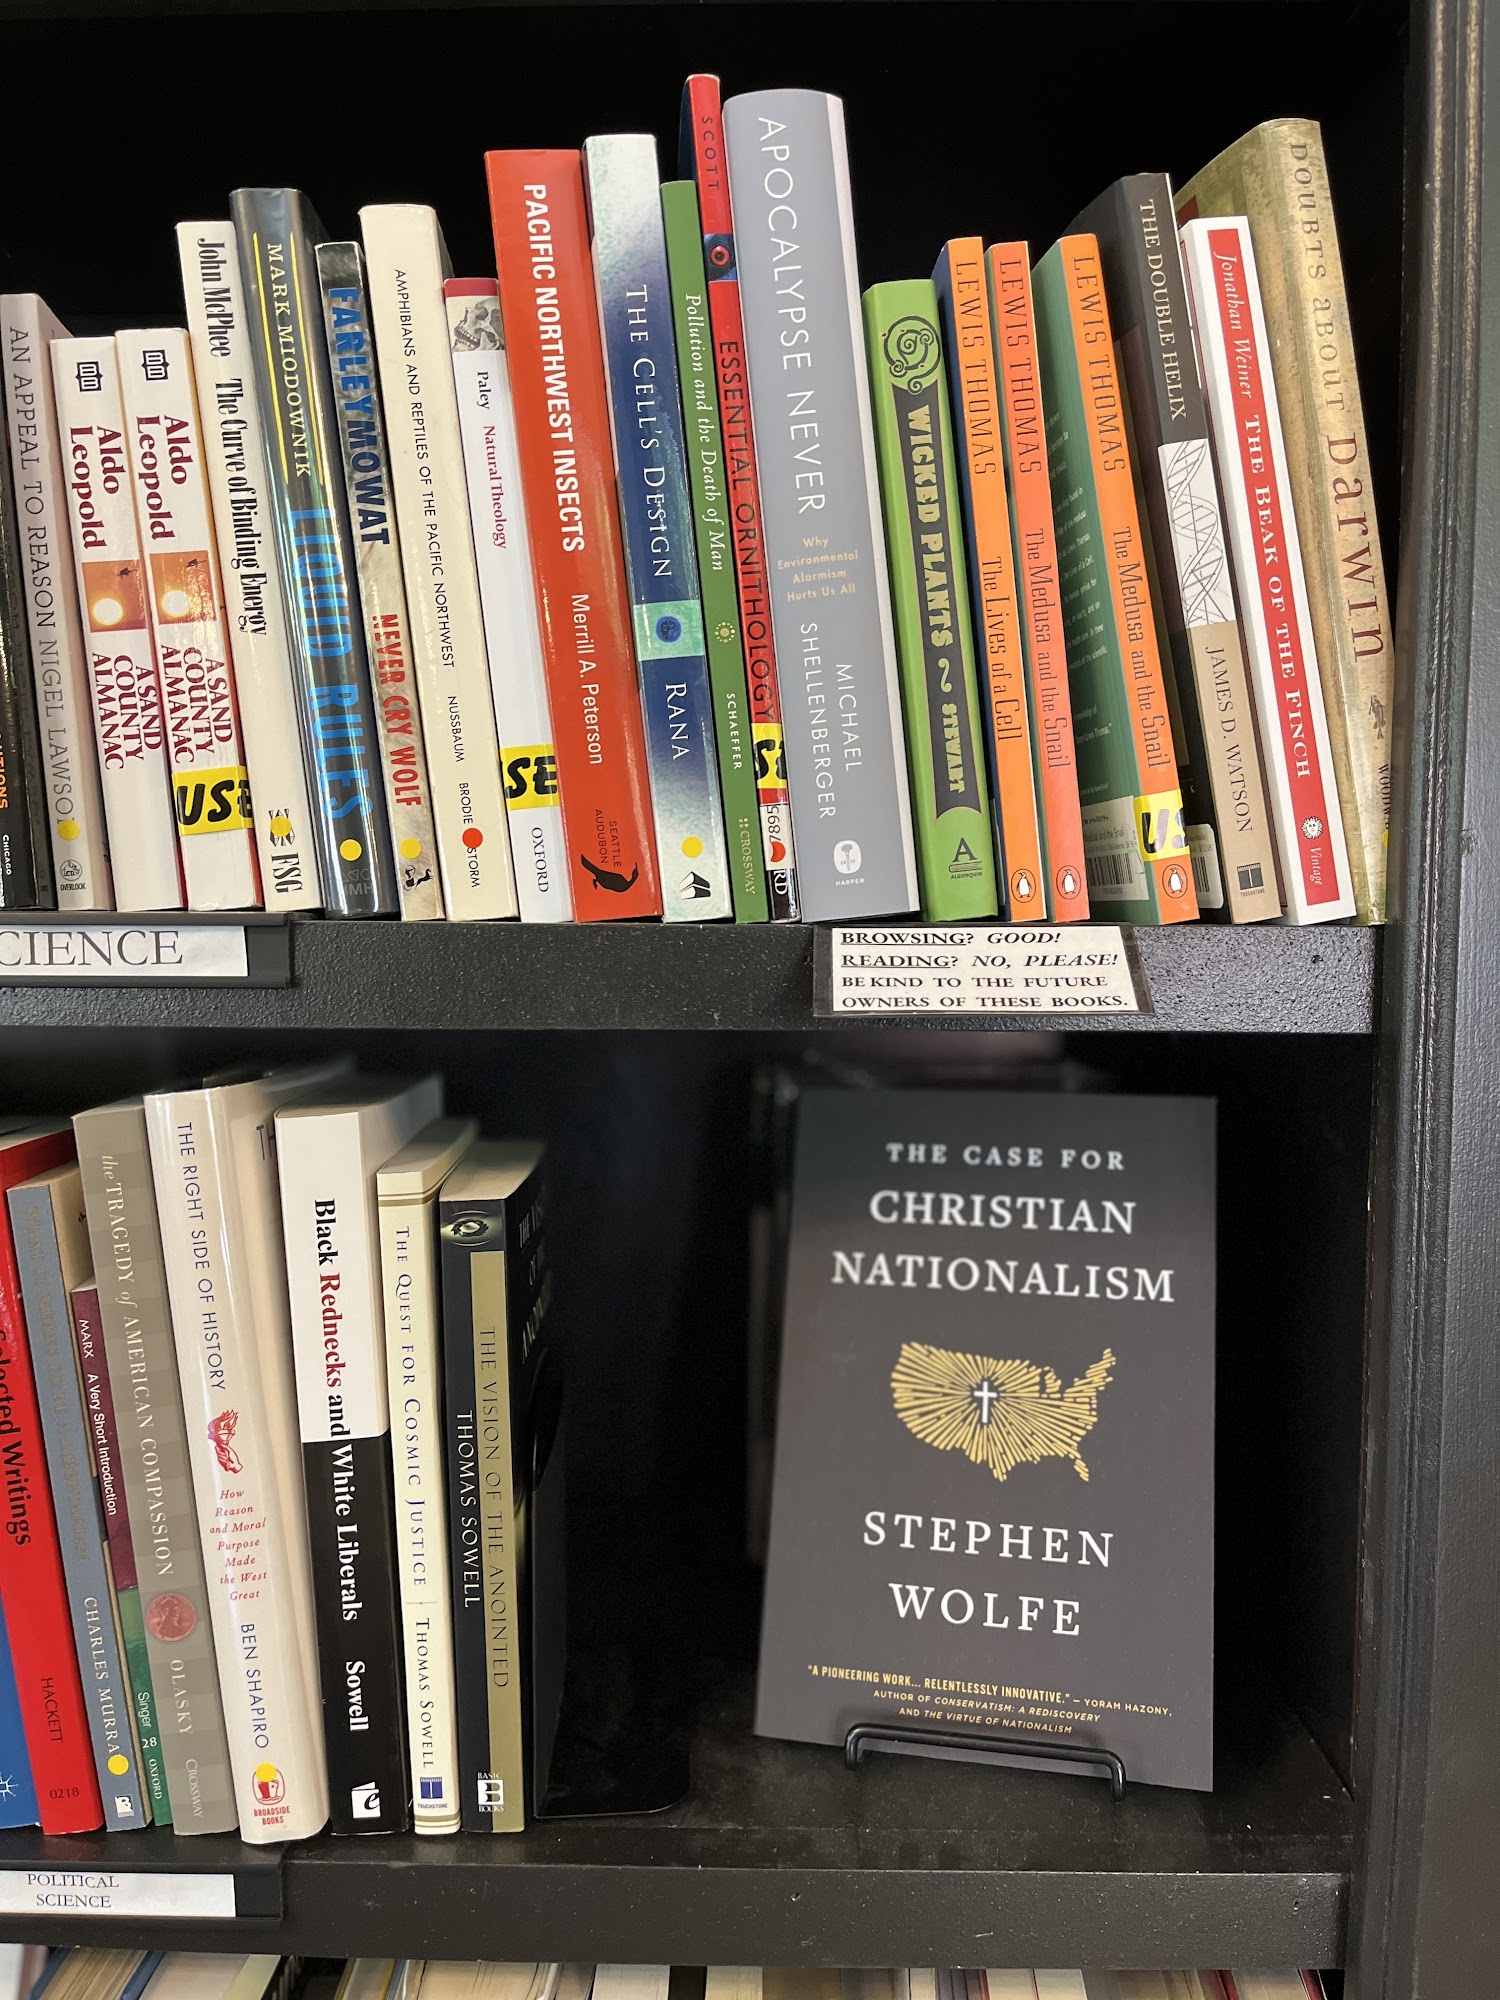 AN APPEAL TO REASON NIGEL LAWSON
OVERLOOK
CHICAGO
Aldo Leopold
A SAND COUNTY ALMANAC
Aldo Leopold
A SAND COUNTY ALMANAC
USE
John McPhee The Curve of Binding Energy
FSG
MARK MIODOWNIK
LIQUID RULES
FARLEY MOWAT
NEVER CRY WOLF
AMPHIBIANS AND REPTILES OF THE PACIFIC NORTHWEST NUSSBAUM BRODIE STORM
Paley Natural Theology
SE
OXFORD
PACIFIC NORTHWEST INSECTS Merrill A. Peterson
SEATTLE AUDUBON
THE CELL'S DESIGN RANA
Pollution and the Death of Man SCHAEFFER CROSSWAY
SCOTT
ESSENTIAL ORNITHOLOGY
APOCALYPSE NEVER
Why
Environmental
Alarmism
Hurts Us All
MICHAEL
SHELLENBERGER
HARPER
WICKED PLANTS STEWART
A
ALGONQUIN
LEWIS THOMAS The Lives of a Cell
LEWIS THOMAS The Medusa and the Snail
LEWIS THOMAS The Medusa and the Snail
THE DOUBLE HELIX
JAMES D. WATSON
TOUCHSTONE
Jonathan Weiner THE BEAK OF THE FINCH
Vintage
DOUBTS about Darwin
CIENCE
BROWSING? GOOD!
READING? NO, PLEASE!
BE KIND TO THE FUTURE
OWNERS OF THESE BOOKS.
Selected Writings
HACKETT
0218
CHARLES MURRAY
MARX A Very Short Introduction
Singer
28
OXFORD
the TRAGEDY of AMERICAN COMPASSION
OLASKY
CROSSWAY
THE RIGHT SIDE OF HISTORY
How
Reason
and Moral
Purpose
Made
the West
Great
BEN SHAPIRO
BROADSIDE
BOOKS
Black Rednecks and White Liberals Sowell
THE QUEST FOR COSMIC JUSTICE THOMAS SOWELL
TOUCHSTONE
THE VISION OF THE ANOINTED
THOMAS SOWELL
BASIC
BOOKS
THE CASE FOR
CHRISTIAN
NATIONALISM
STEPHEN
WOLFE
"A PIONEERING WORK... RELENTLESSLY INNOVATIVE." – YORAM HAZONY,
AUTHOR OF CONSERVATISM: A REDISCOVERY
AND THE VIRTUE OF NATIONALISM
POLITICAL
SCIENCE